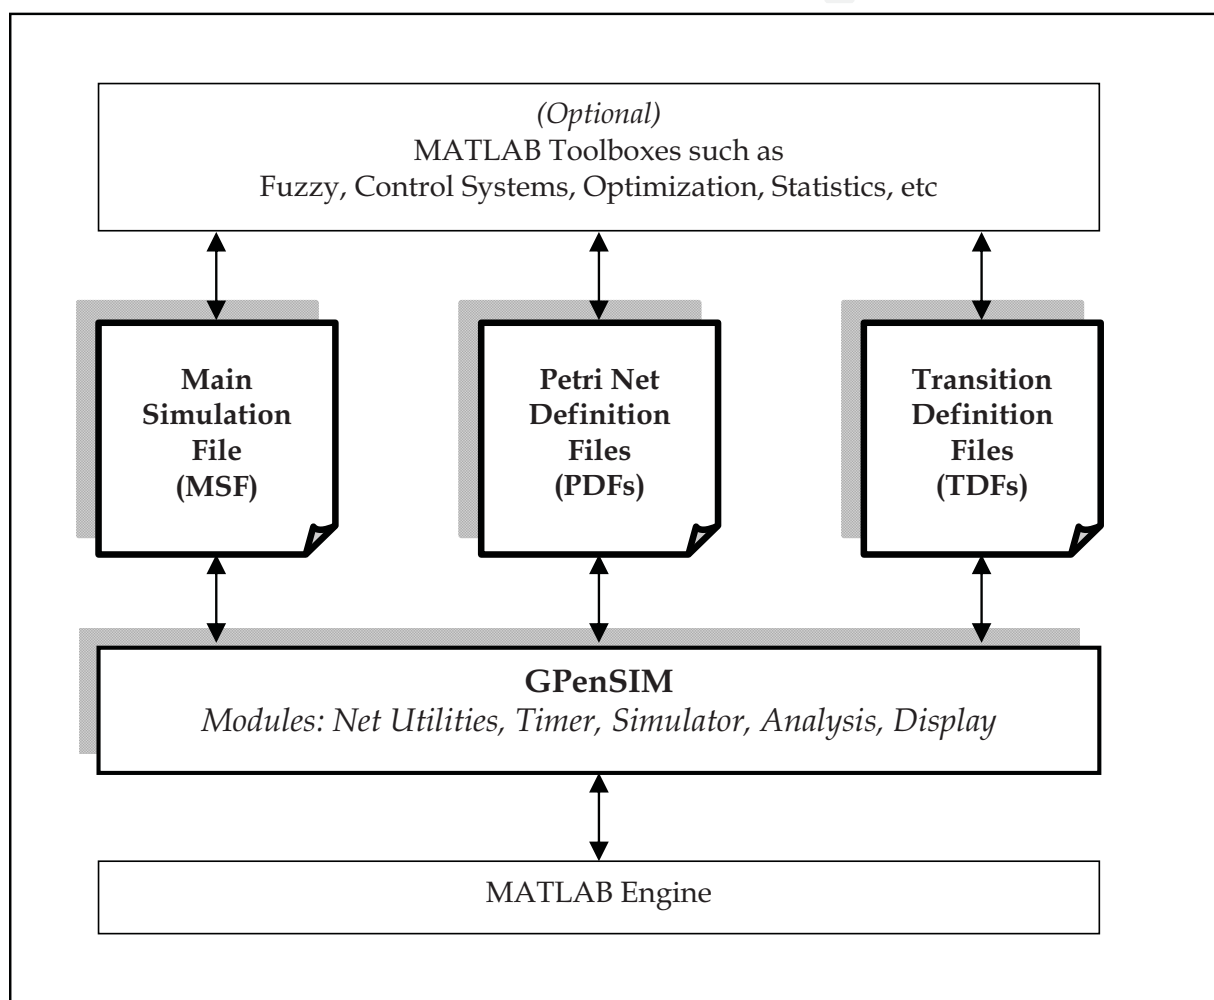 (Optional)
MATLAB Toolboxes such as
Fuzzy, Control Systems, Optimization, Statistics, etc
Main
Simulation
File
(MSF)
Petri Net
Definition
Files
(PDFs)
Transition
Definition
Files
(TDFs)
GPenSIM
Modules: Net Utilities, Timer, Simulator, Analysis, Display
MATLAB Engine